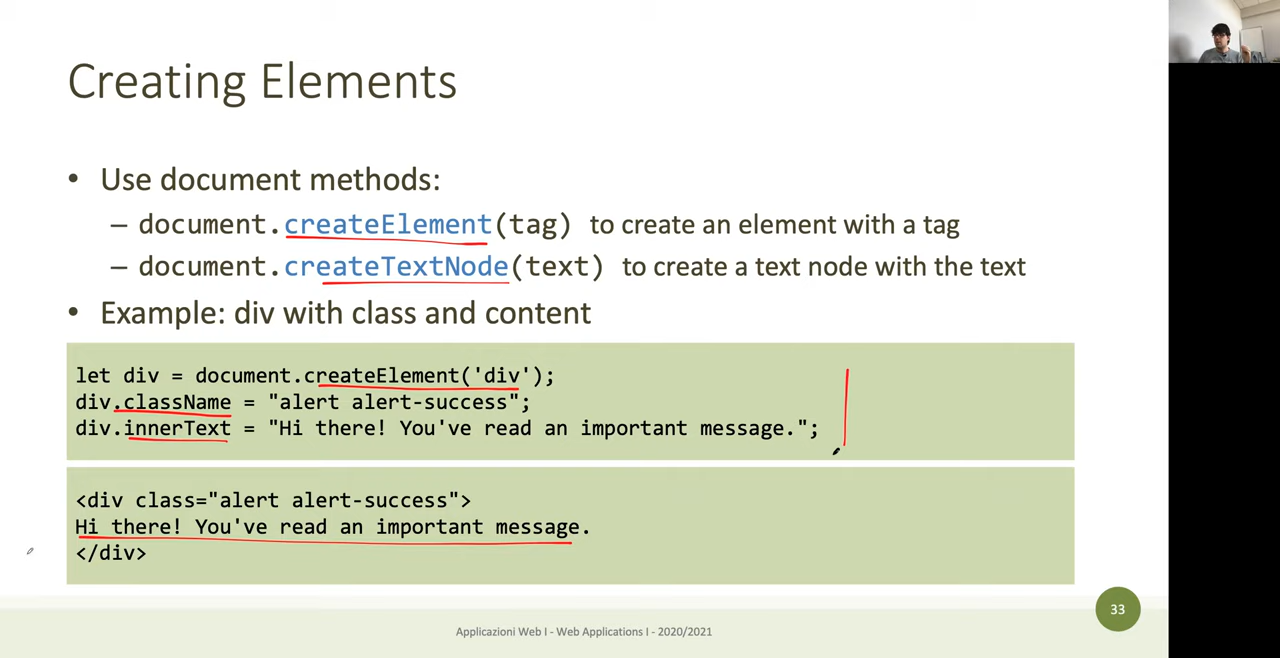 Creating Elements
• Use document methods:
– document.createElement(tag) to create an element with a tag
– document.createTextNode(text) to create a text node with the text
• Example: div with class and content
let div = document.createElement('div');
div.className = "alert alert-success";
div.innerText = "Hi there! You've read an important message.";
<div class="alert alert-success">
Hi there! You've read an important message.
</div>
33
Applicazioni Web I - Web Applications I - 2020/2021